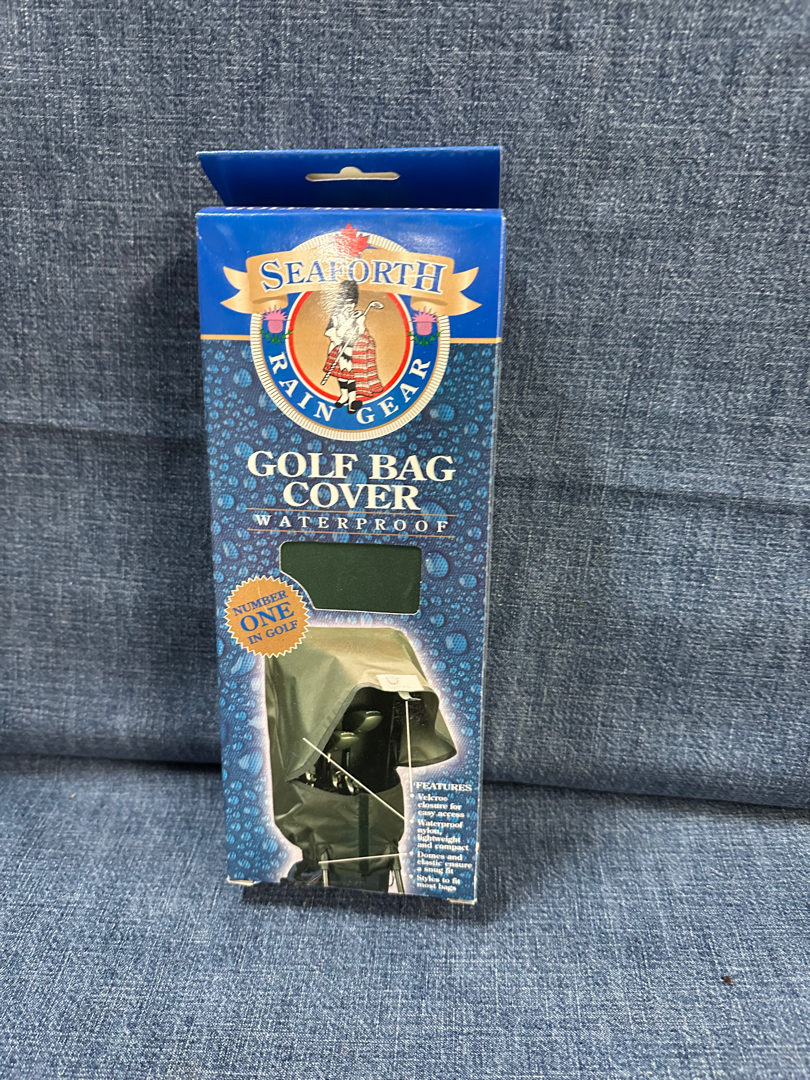 SEAFORTH
RAIN GEAR
GOLF BAG
COVER
WATERPROOF
NUMBER
ONE
IN GOLF
FEATURES
• Velcro®
closure for
easy access
• Waterproof
nylon,
lightweight
and compact
• Domes and
elastic ensure
a snug fit
• Styles to fit
most bags